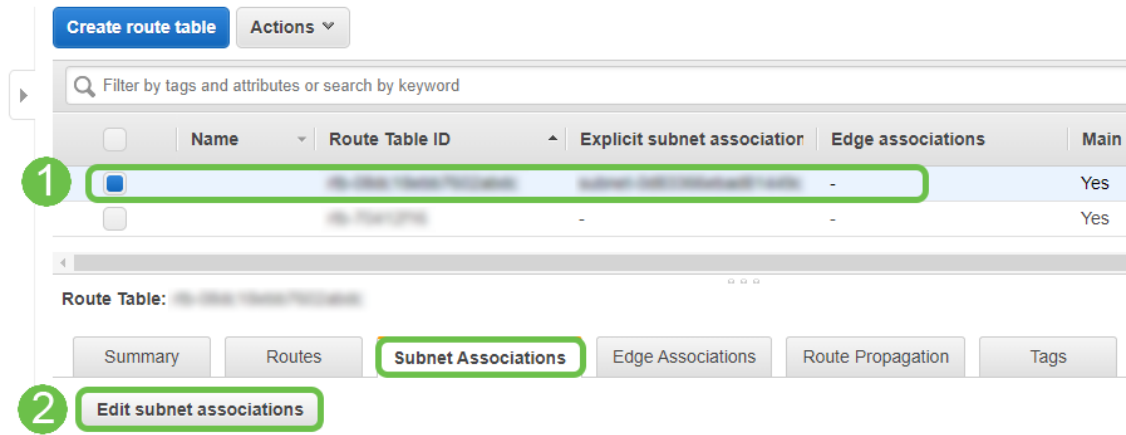 Create route table Actions
Filter by tags and attributes or search by keyword
Name Route Table ID Explicit subnet association Edge associations Main
1 - Yes
- - Yes
Route Table:
Summary Routes Subnet Associations Edge Associations Route Propagation Tags
2 Edit subnet associations